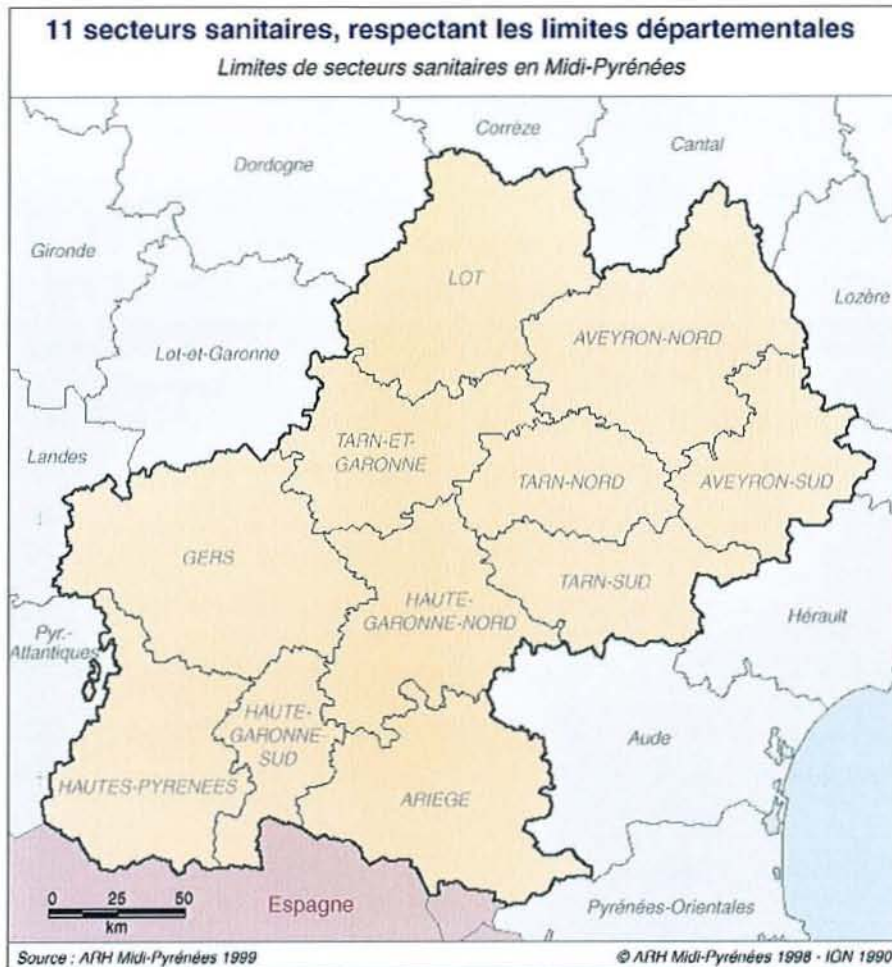 11 secteurs sanitaires, respectant les limites départementales
Limites de secteurs sanitaires en Midi-Pyrénées
Corrèze
Cantal
Dordogne
Gironde
LOT
Lozère
AVEYRON-NORD
Lot-et-Garonne
TARN-ET-
GARONNE
Landes
TARN-NORD
AVEYRON-SUD
GERS
TARN-SUD
HAUTE-
GARONNE-NORD
Hérault
Pyr.-
Atlantiques
HAUTE-
GARONNE-
SUD
Aude
HAUTES-PYRENEES
ARIEGE
0 25 50
km
Espagne
Pyrénées-Orientales
Source : ARH Midi-Pyrénées 1999
© ARH Midi-Pyrénées 1998 - IGN 1990